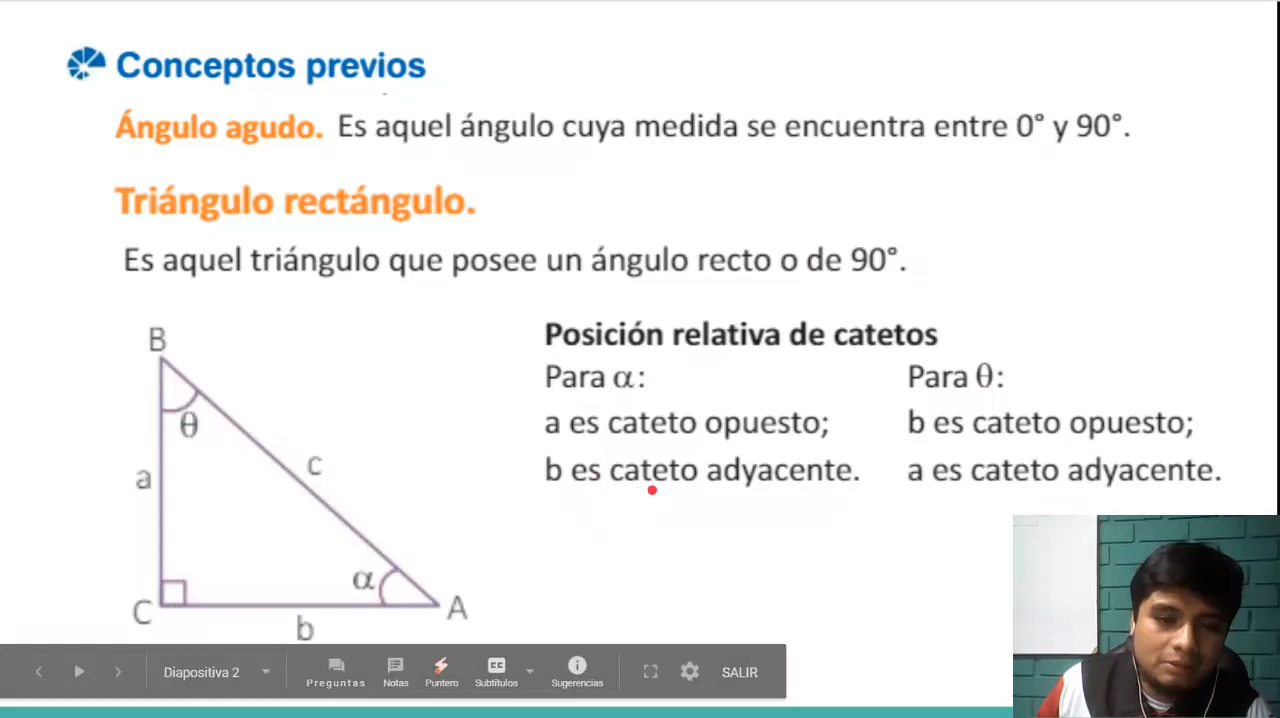 Conceptos previos
Ángulo agudo. Es aquel ángulo cuya medida se encuentra entre 0° y 90°.
Triángulo rectángulo.
Es aquel triángulo que posee un ángulo recto o de 90°.
B
θ
a
c
α
C
b
A
Posición relativa de catetos
Para α:
a es cateto opuesto;
b es cateto adyacente.
Para θ:
b es cateto opuesto;
a es cateto adyacente.
Diapositiva 2
Preguntas
Notas
Puntero
CC
Subtítulos
Sugerencias
SALIR